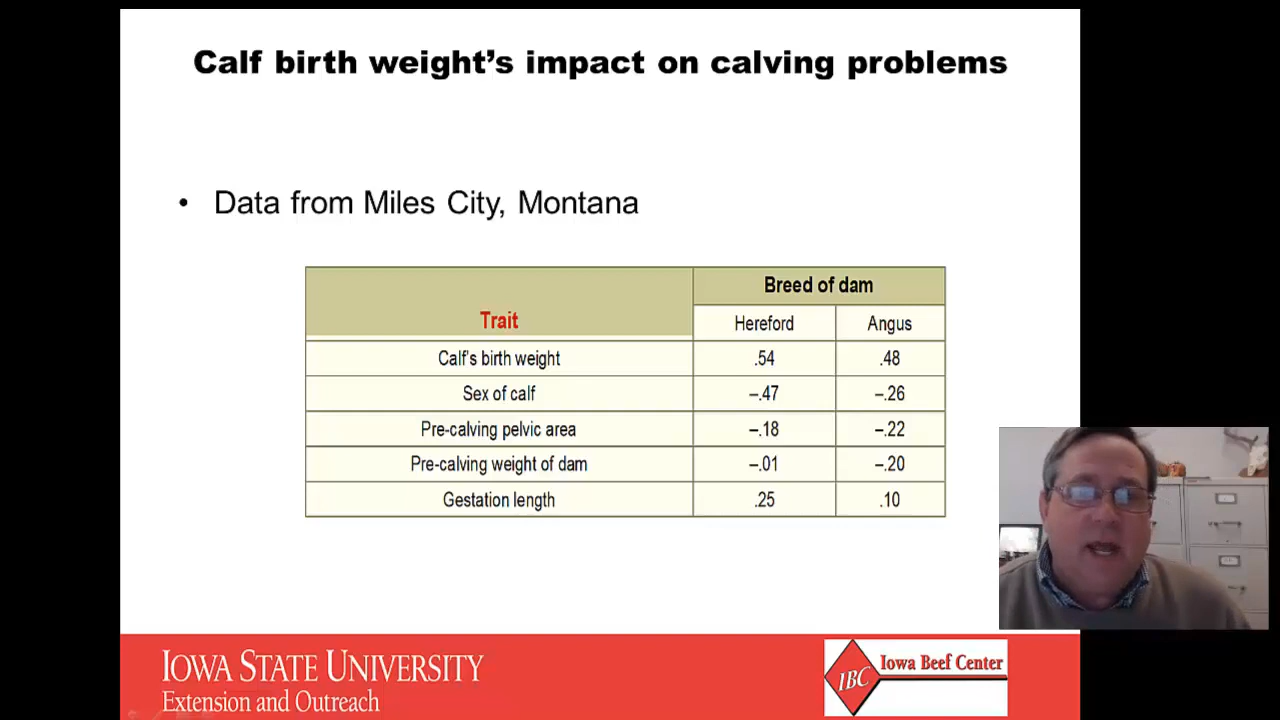 Calf birth weight’s impact on calving problems
• Data from Miles City, Montana
Breed of dam
Trait
Hereford
Angus
Calf's birth weight
.54
.48
Sex of calf
–.47
–.26
Pre-calving pelvic area
–.18
–.22
Pre-calving weight of dam
–.01
–.20
Gestation length
.25
.10
IOWA STATE UNIVERSITY
Extension and Outreach
IBC
Iowa Beef Center